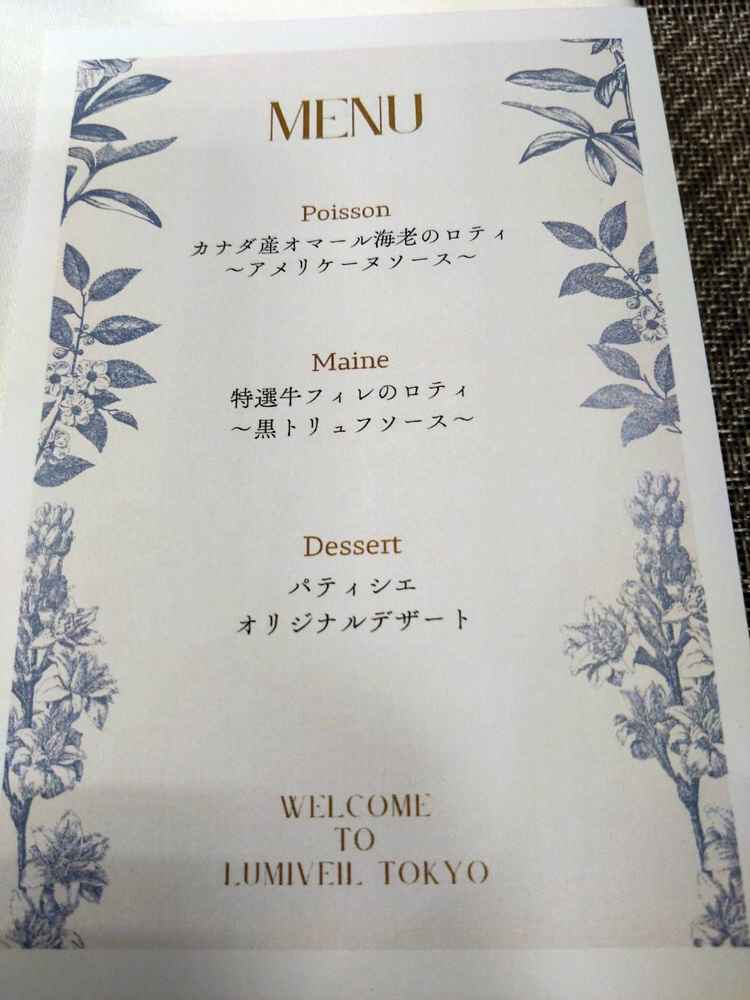 MENU
Poisson
カナダ産オマール海老のロティ
～アメリケーヌソース～
Maine
特選牛フィレのロティ
～黒トリュフソース～
Dessert
パティシエ
オリジナルデザート
WELCOME
TO
LUMIVEIL TOKYO